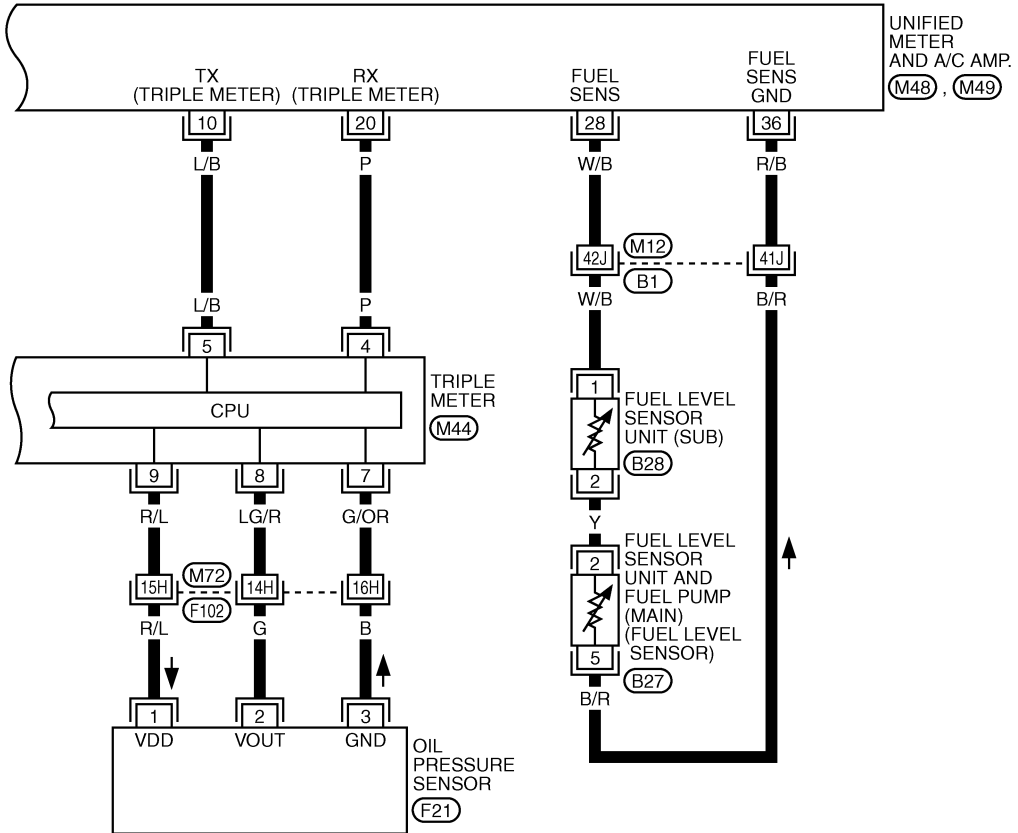 UNIFIED
METER
AND A/C AMP.
M48 , M49
TX
(TRIPLE METER)
RX
(TRIPLE METER)
FUEL
SENS
FUEL
SENS
GND
10
20
28
36
L/B
P
W/B
R/B
42J
M12
B1
41J
L/B
P
W/B
B/R
5
4
TRIPLE
METER
M44
CPU
9
8
7
1
FUEL LEVEL
SENSOR
UNIT (SUB)
B28
2
R/L
LG/R
G/OR
Y
15H
M72
F102
14H
16H
2
FUEL LEVEL
SENSOR
UNIT AND
FUEL PUMP
(MAIN)
(FUEL LEVEL
SENSOR)
B27
5
R/L
G
B
B/R
1
2
3
VDD
VOUT
GND
OIL
PRESSURE
SENSOR
F21